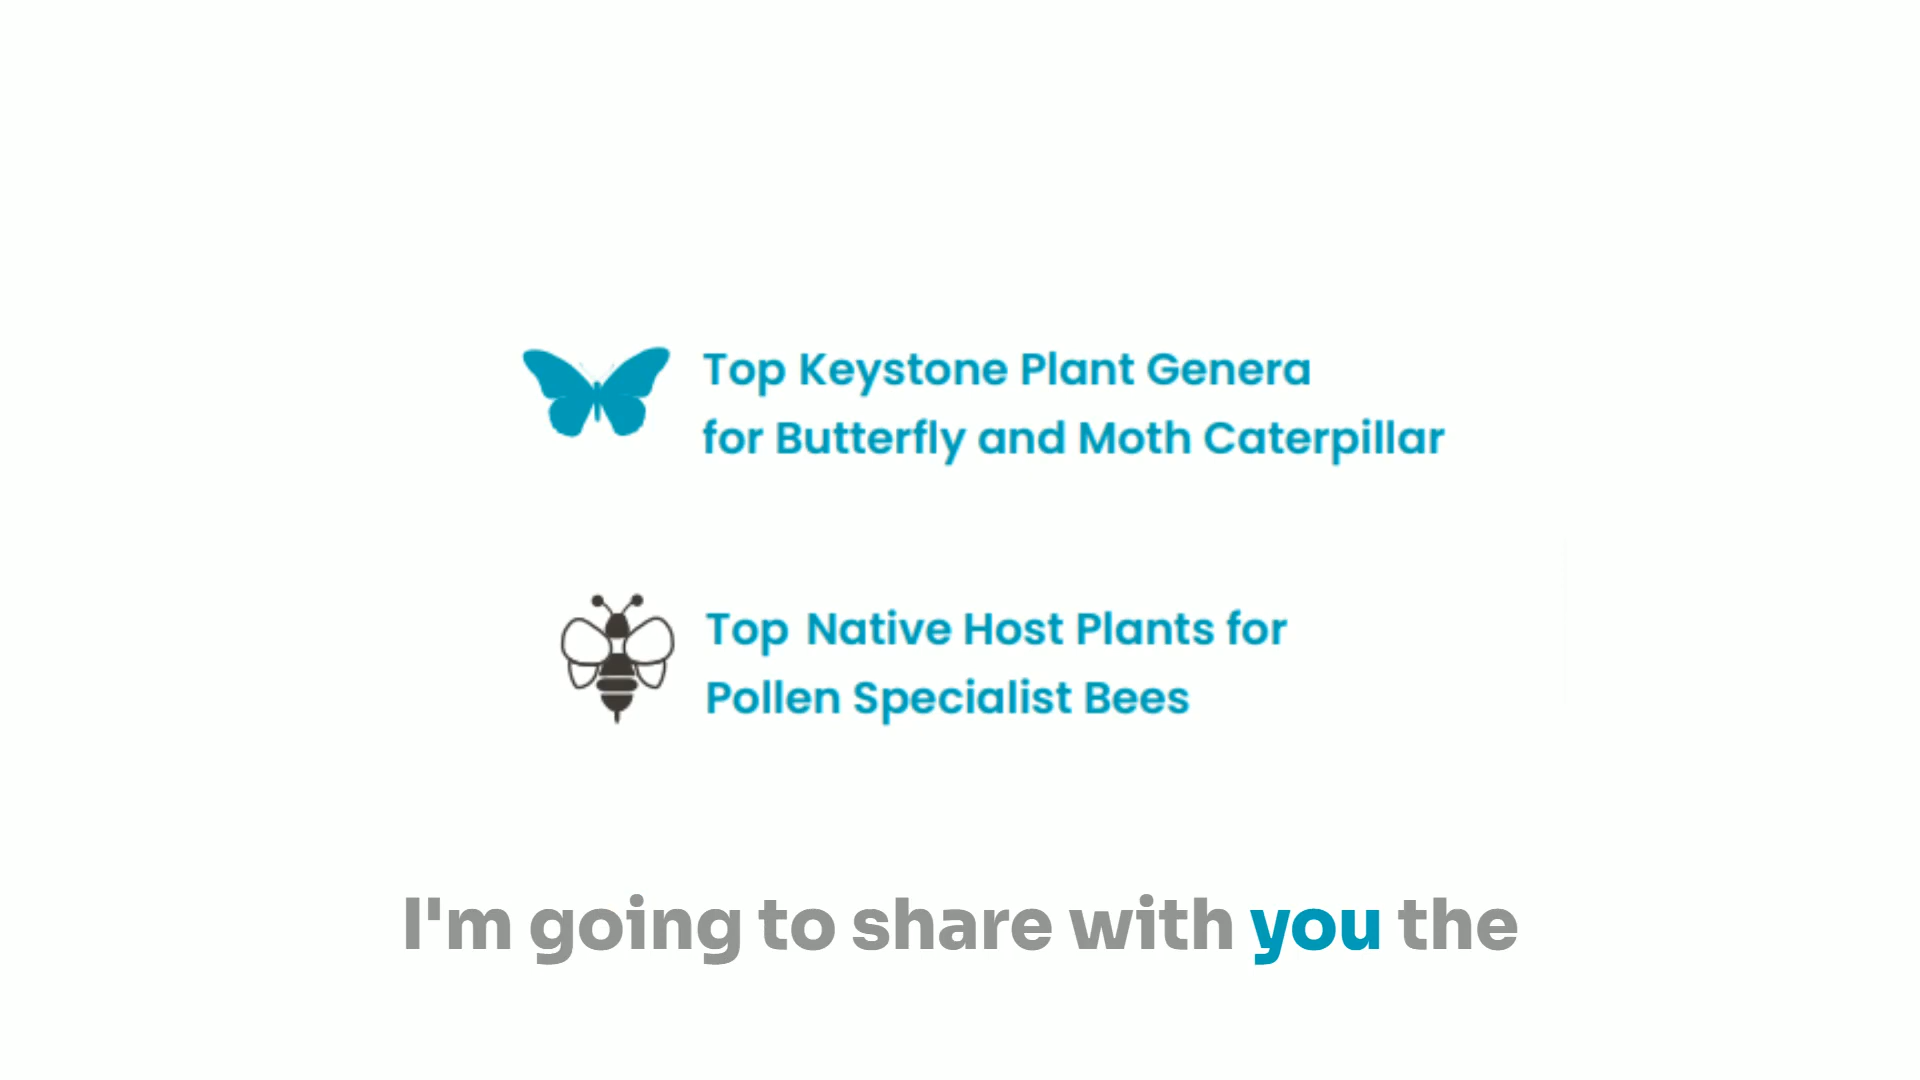 Top Keystone Plant Genera
for Butterfly and Moth Caterpillar
Top Native Host Plants for
Pollen Specialist Bees
I'm going to share with you the